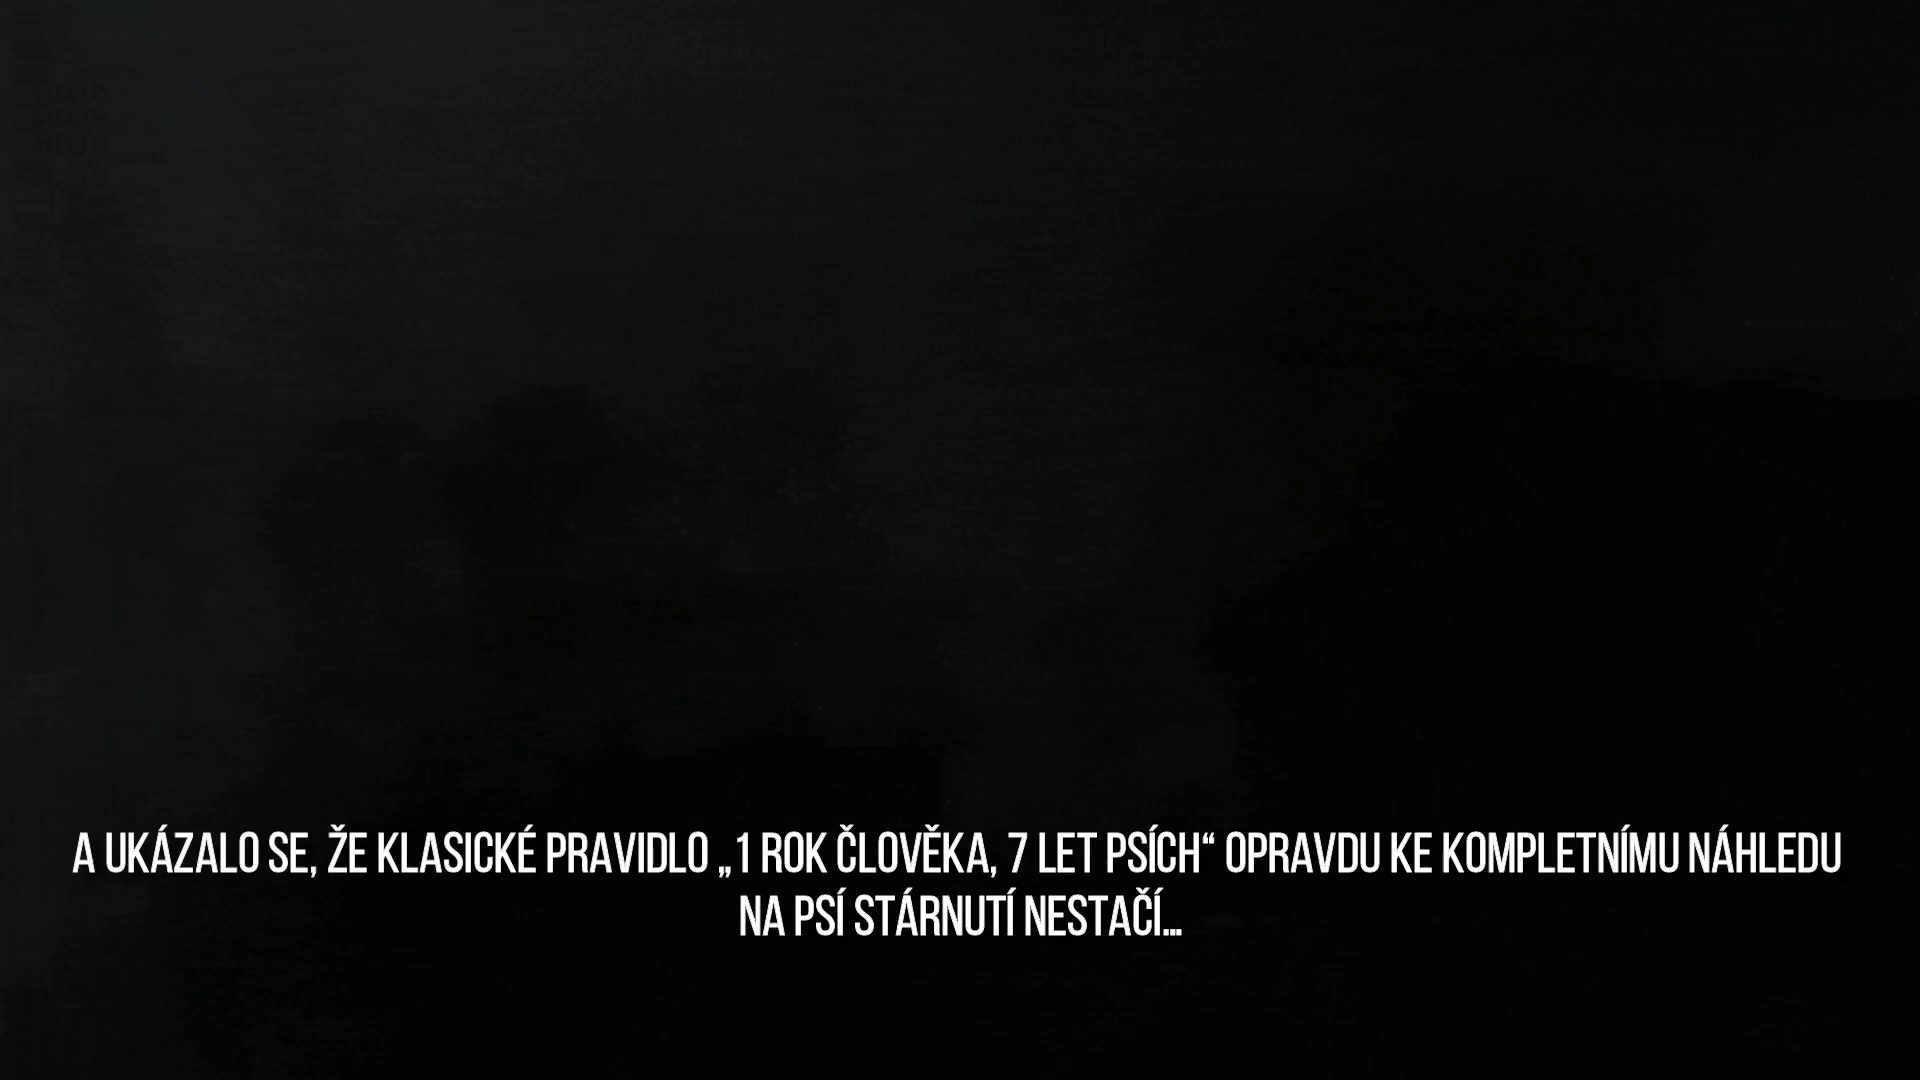 A UKÁZALO SE, ŽE KLASICKÉ PRAVIDLO „1 ROK ČLOVĚKA, 7 LET PSÍCH“ OPRAVDU KE KOMPLETNÍMU NÁHLEDU
NA PSÍ STÁRNUTÍ NESTAČÍ...